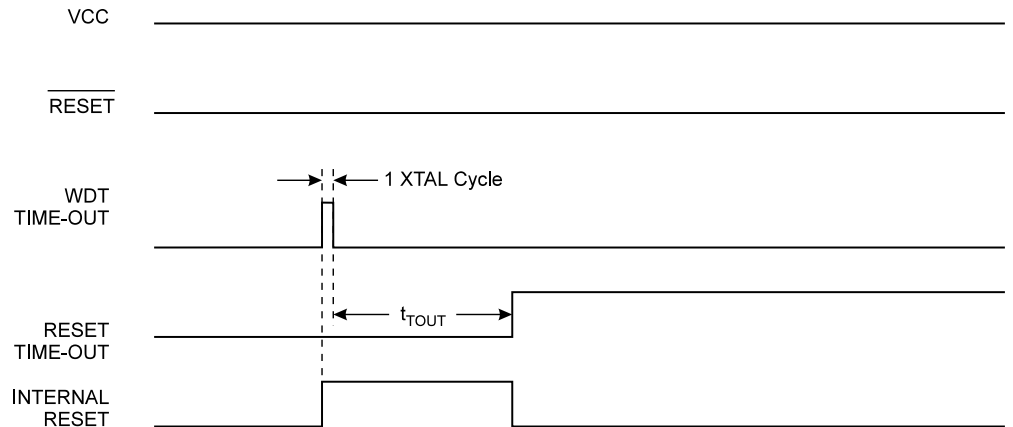 VCC
RESET
1 XTAL Cycle
WDT
TIME-OUT
tTOUT
RESET
TIME-OUT
INTERNAL
RESET